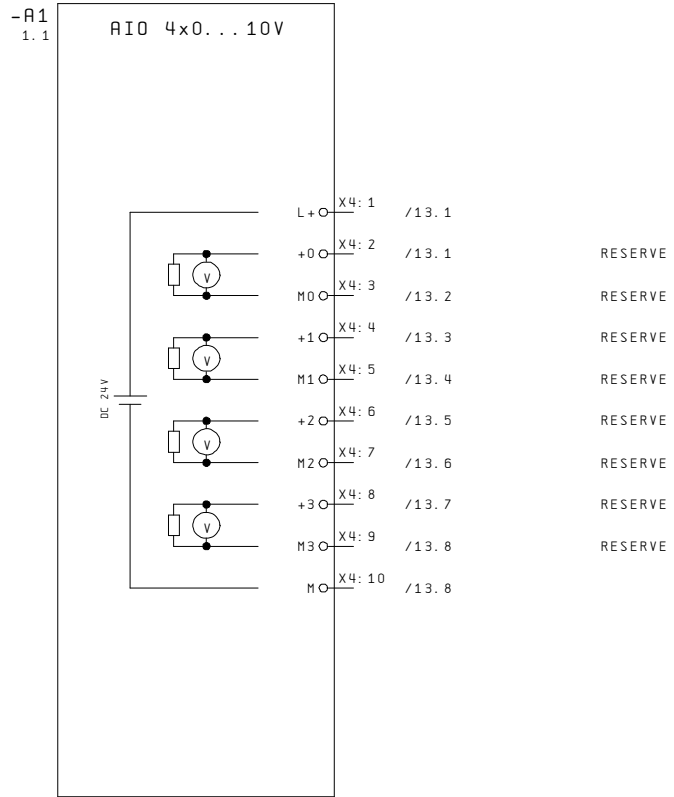 -A1
1.1
AIO 4x0...10V
L+ X4:1 /13.1
+0 X4:2 /13.1 RESERVE
V
M0 X4:3 /13.2 RESERVE
+1 X4:4 /13.3 RESERVE
V
M1 X4:5 /13.4 RESERVE
DC 24V
+2 X4:6 /13.5 RESERVE
V
M2 X4:7 /13.6 RESERVE
+3 X4:8 /13.7 RESERVE
V
M3 X4:9 /13.8 RESERVE
M X4:10 /13.8